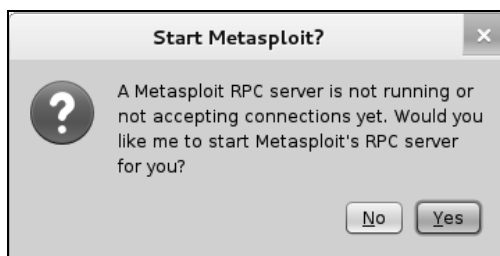 Start Metasploit?
A Metasploit RPC server is not running or
not accepting connections yet. Would you
like me to start Metasploit's RPC server
for you?
No Yes